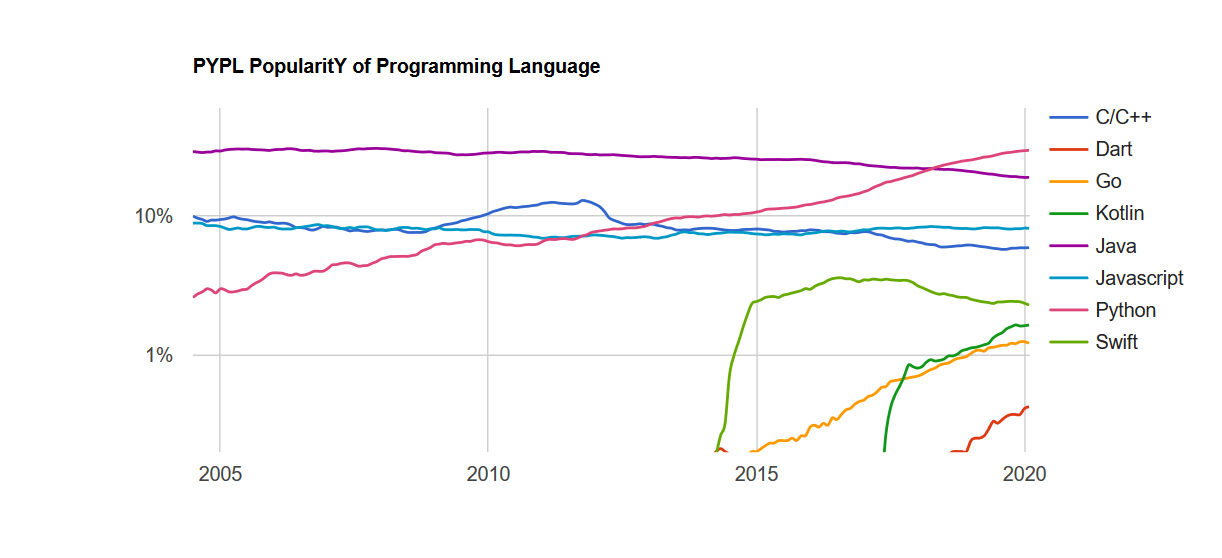 PYPL PopularitY of Programming Language
C/C++
Dart
Go
Kotlin
Java
Javascript
Python
Swift
10%
1%
2005
2010
2015
2020